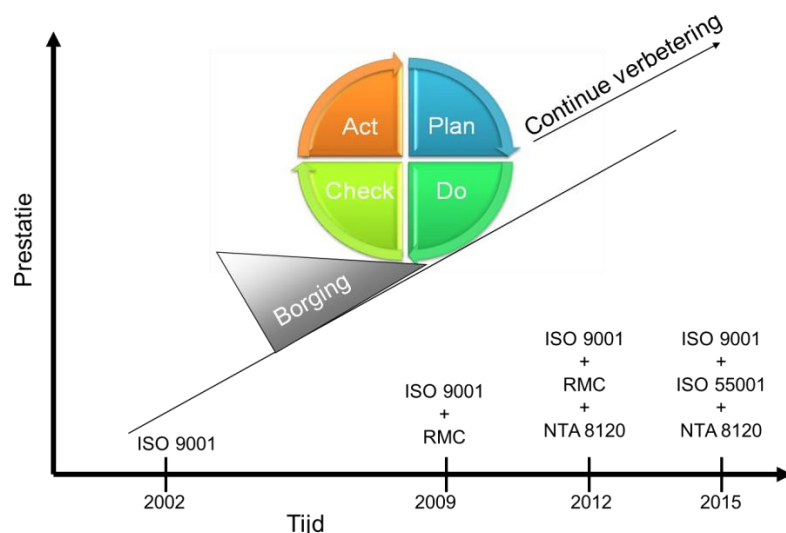 Continue verbetering
Act
Plan
Check
Do
Prestatie
Borging
ISO 9001
ISO 9001
+
RMC
ISO 9001
+
RMC
+
NTA 8120
ISO 9001
+
ISO 55001
+
NTA 8120
2002
2009
2012
2015
Tijd